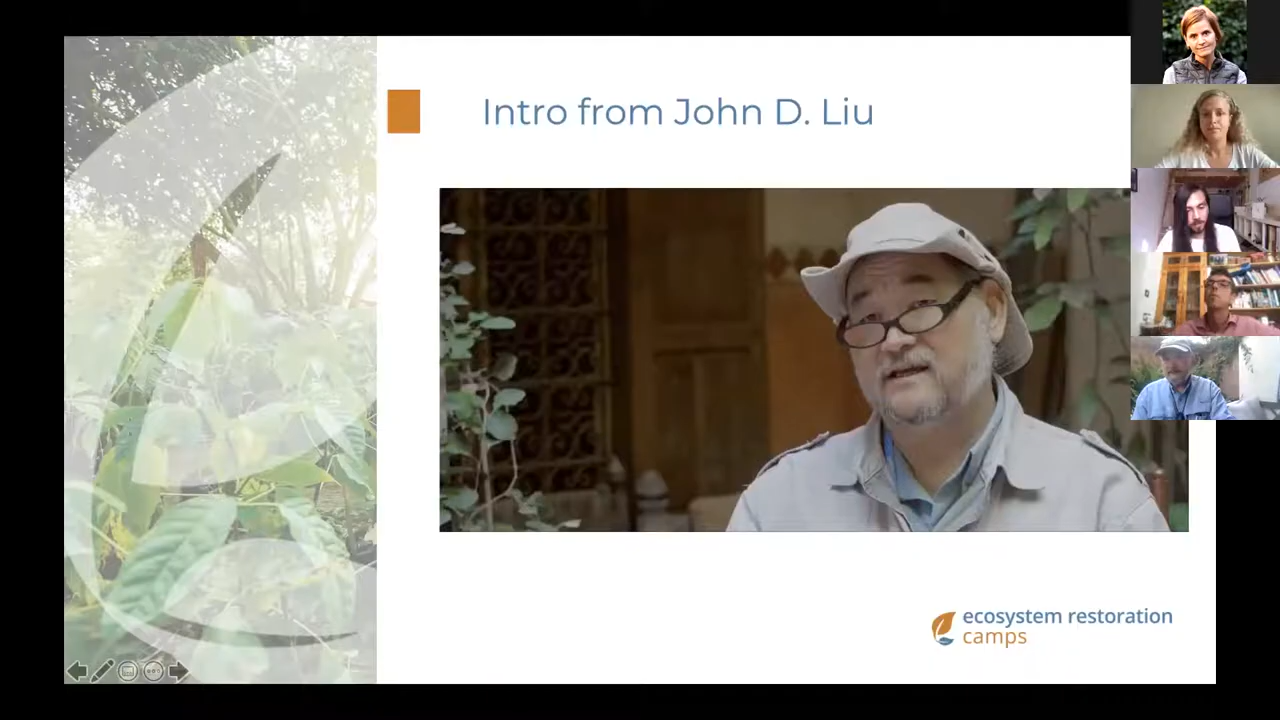 Intro from John D. Liu
ecosystem restoration
camps